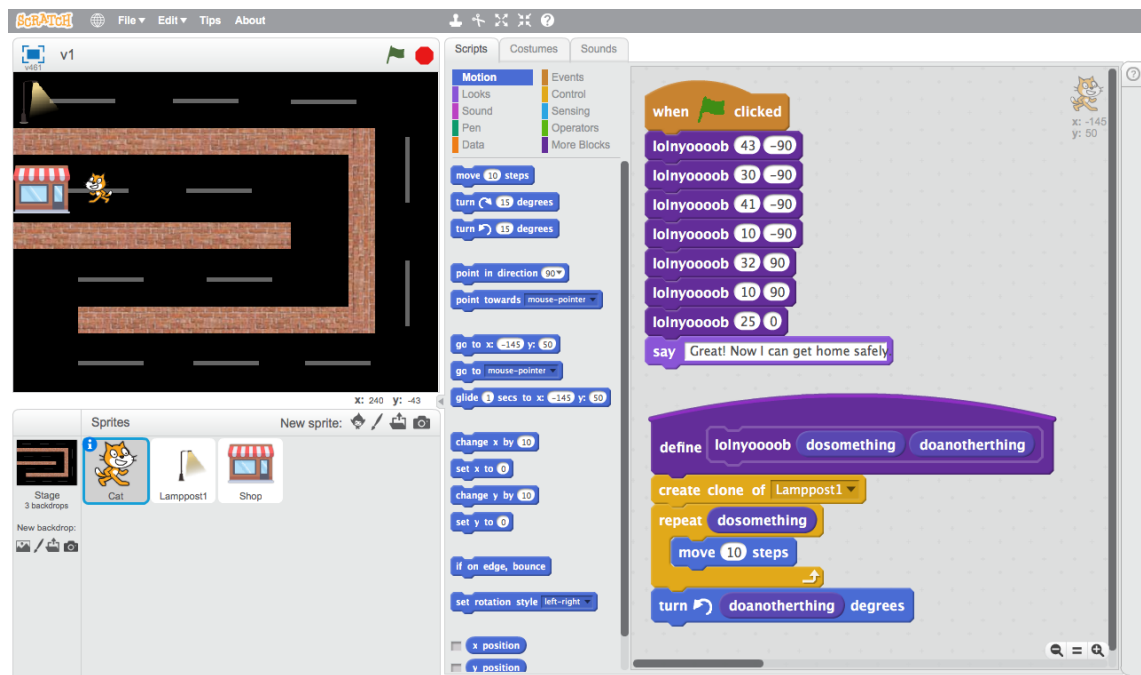 SCRATCH File Edit Tips About
v461 v1
x: 240 y: -43
Sprites New sprite:
Stage
3 backdrops
New backdrop:
Cat
Lamppost1
Shop
Scripts Costumes Sounds
Motion Events
Looks Control
Sound Sensing
Pen Operators
Data More Blocks
move 10 steps
turn 15 degrees
turn 15 degrees
point in direction 90
point towards mouse-pointer
go to x: -145 y: 50
go to mouse-pointer
glide 1 secs to x: -145 y: 50
change x by 10
set x to 0
change y by 10
set y to 0
if on edge, bounce
set rotation style left-right
x position
y position
x: -145
y: 50
when clicked
lolnyoooob 43 -90
lolnyoooob 30 -90
lolnyoooob 41 -90
lolnyoooob 10 -90
lolnyoooob 32 90
lolnyoooob 10 90
lolnyoooob 25 0
say Great! Now I can get home safely.
define lolnyoooob dosomething doanotherthing
create clone of Lamppost1
repeat dosomething
move 10 steps
turn doanotherthing degrees